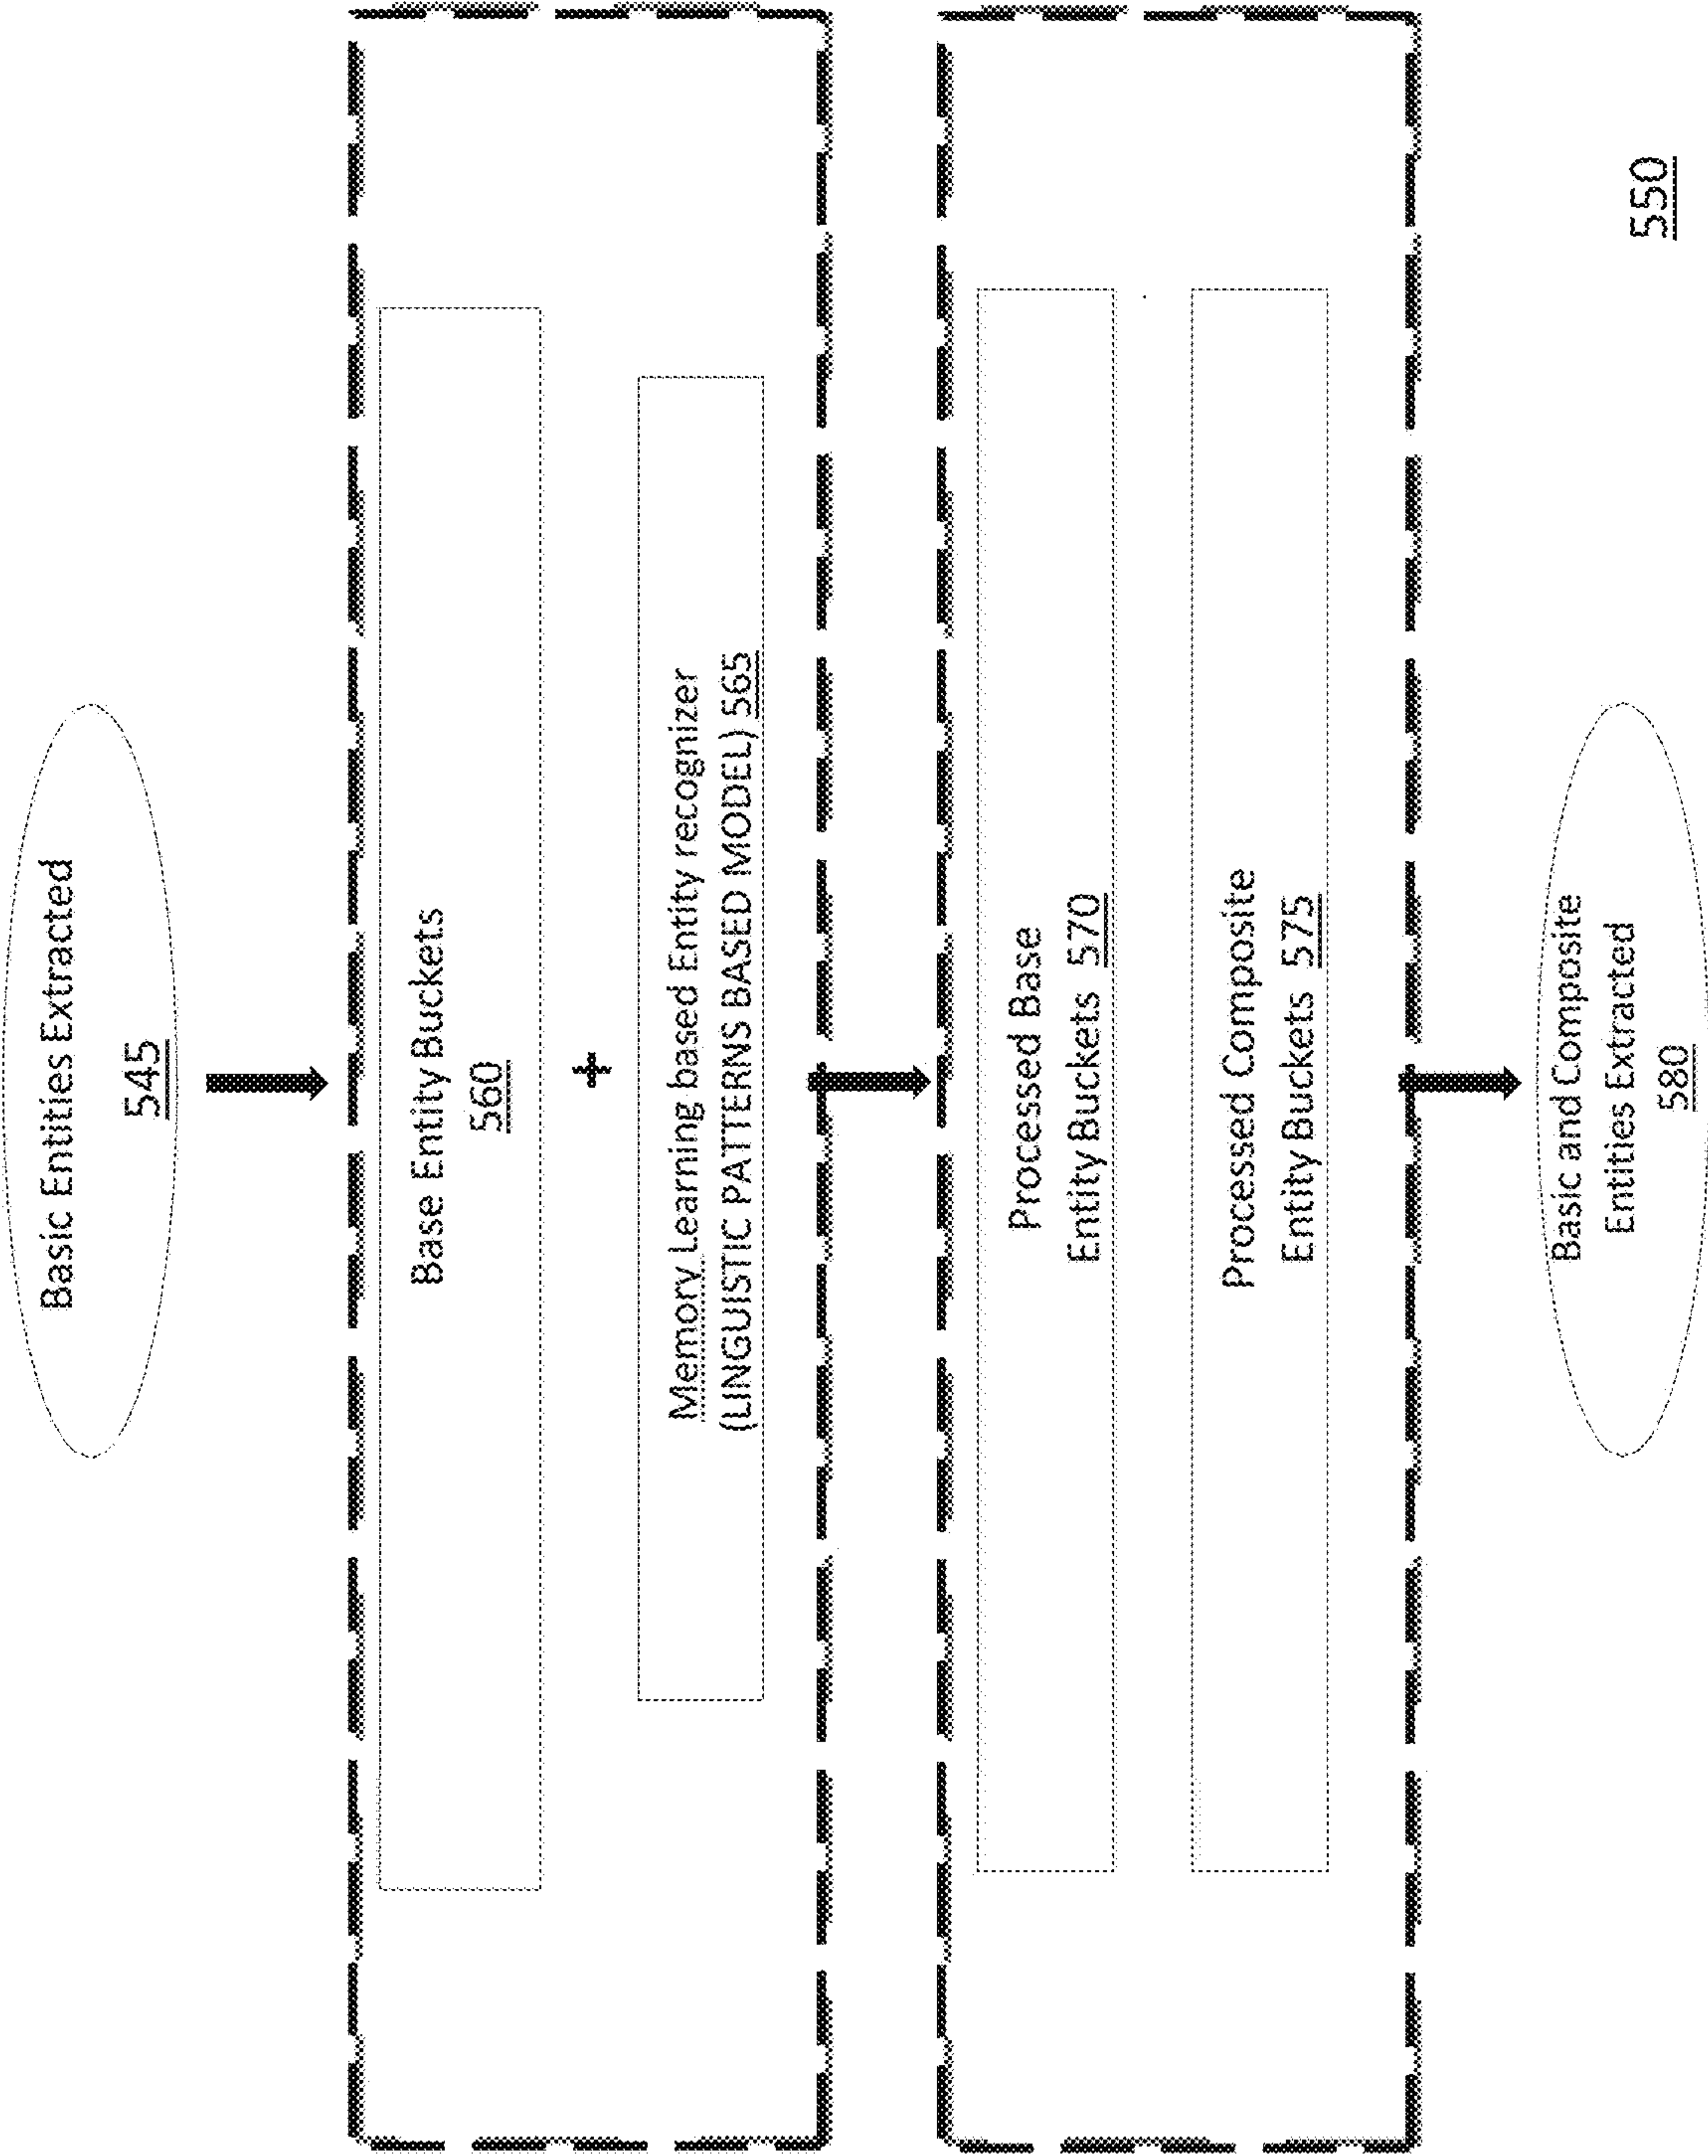 Basic Entities Extracted
545
Base Entity Buckets
560
+
Memory Learning based Entity recognizer
(LINGUISTIC PATTERNS BASED MODEL) 565
Processed Base
Entity Buckets 570
Processed Composite
Entity Buckets 575
Basic and Composite
Entities Extracted
580
550